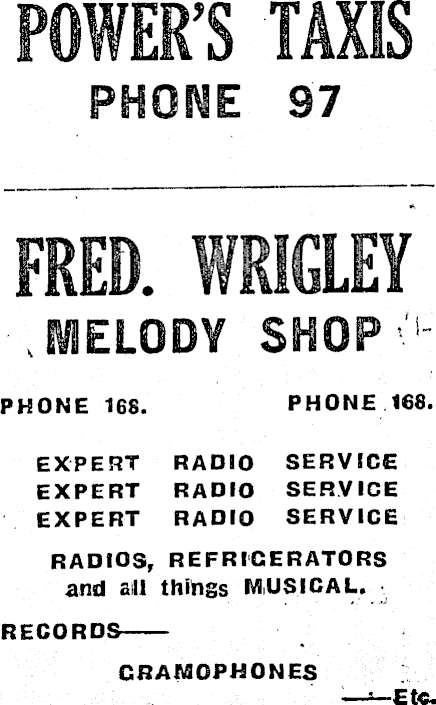 POWER'S TAXIS
PHONE 97
FRED. WRIGLEY
MELODY SHOP
PHONE 168. PHONE 168.
EXPERT RADIO SERVICE
EXPERT RADIO SERVICE
EXPERT RADIO SERVICE
RADIOS, REFRIGERATORS
and all things MUSICAL.
RECORDS——
GRAMOPHONES
——Etc.